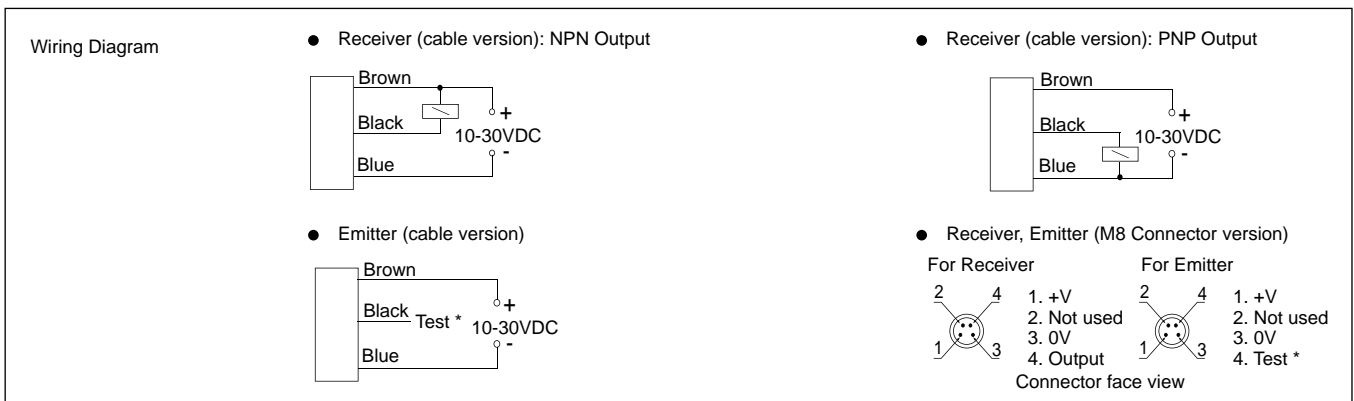 Wiring Diagram
● Receiver (cable version): NPN Output
Brown
Black
Blue
+
10-30VDC
-
● Receiver (cable version): PNP Output
Brown
Black
Blue
+
10-30VDC
-
● Emitter (cable version)
Brown
Black Test *
Blue
+
10-30VDC
-
● Receiver, Emitter (M8 Connector version)
For Receiver
2 4
1 3
1. +V
2. Not used
3. 0V
4. Output
For Emitter
2 4
1 3
1. +V
2. Not used
3. 0V
4. Test *
Connector face view